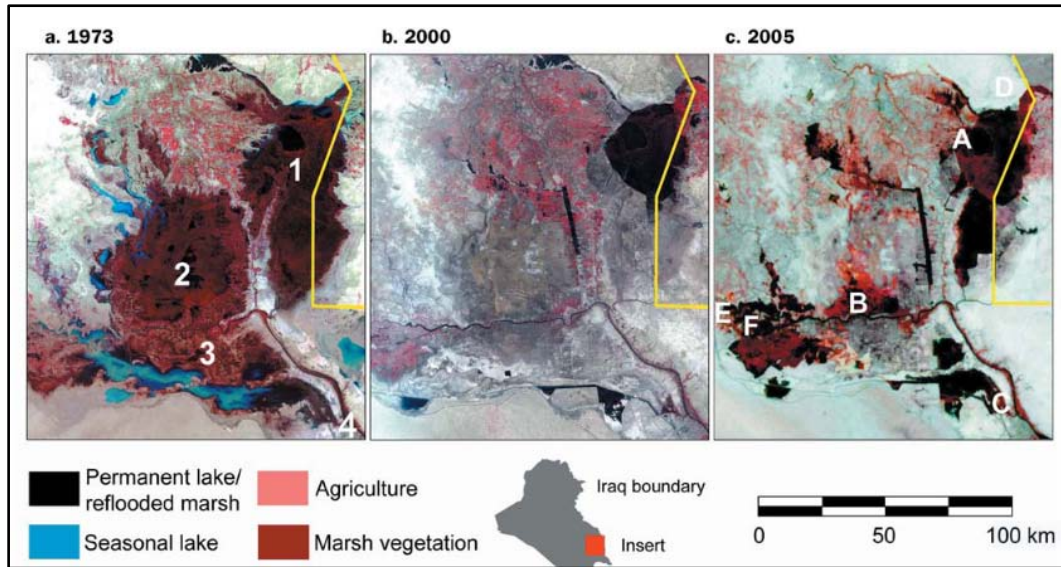 a. 1973
b. 2000
c. 2005
1
2
3
4
D
A
E
F
B
C
Permanent lake/
reflooded marsh
Agriculture
Seasonal lake
Marsh vegetation
Iraq boundary
Insert
0 50 100 km